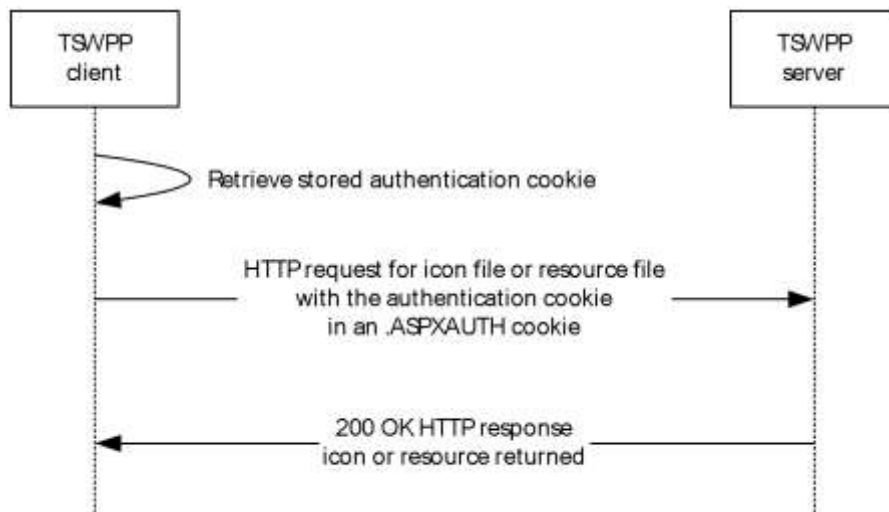 TSWPP
client
TSWPP
server
Retrieve stored authentication cookie
HTTP request for icon file or resource file
with the authentication cookie
in an .ASPXAUTH cookie
200 OK HTTP response
icon or resource returned